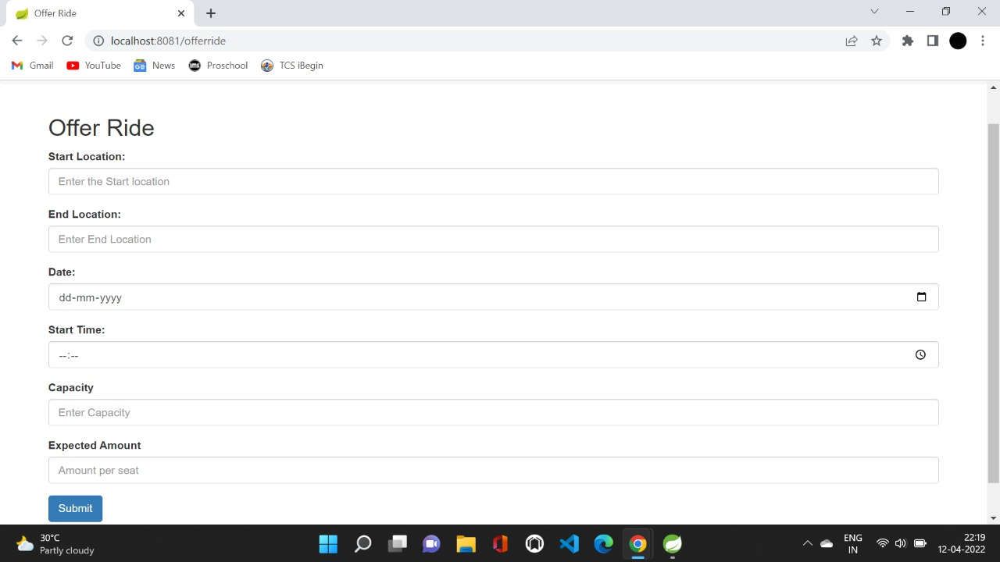 Offer Ride
localhost:8081/offerride
Gmail YouTube News Proschool TCS iBegin
Offer Ride
Start Location:
Enter the Start location
End Location:
Enter End Location
Date:
dd-mm-yyyy
Start Time:
--:--
Capacity
Enter Capacity
Expected Amount
Amount per seat
Submit
30°C
Partly cloudy
ENG
IN
22:19
12-04-2022